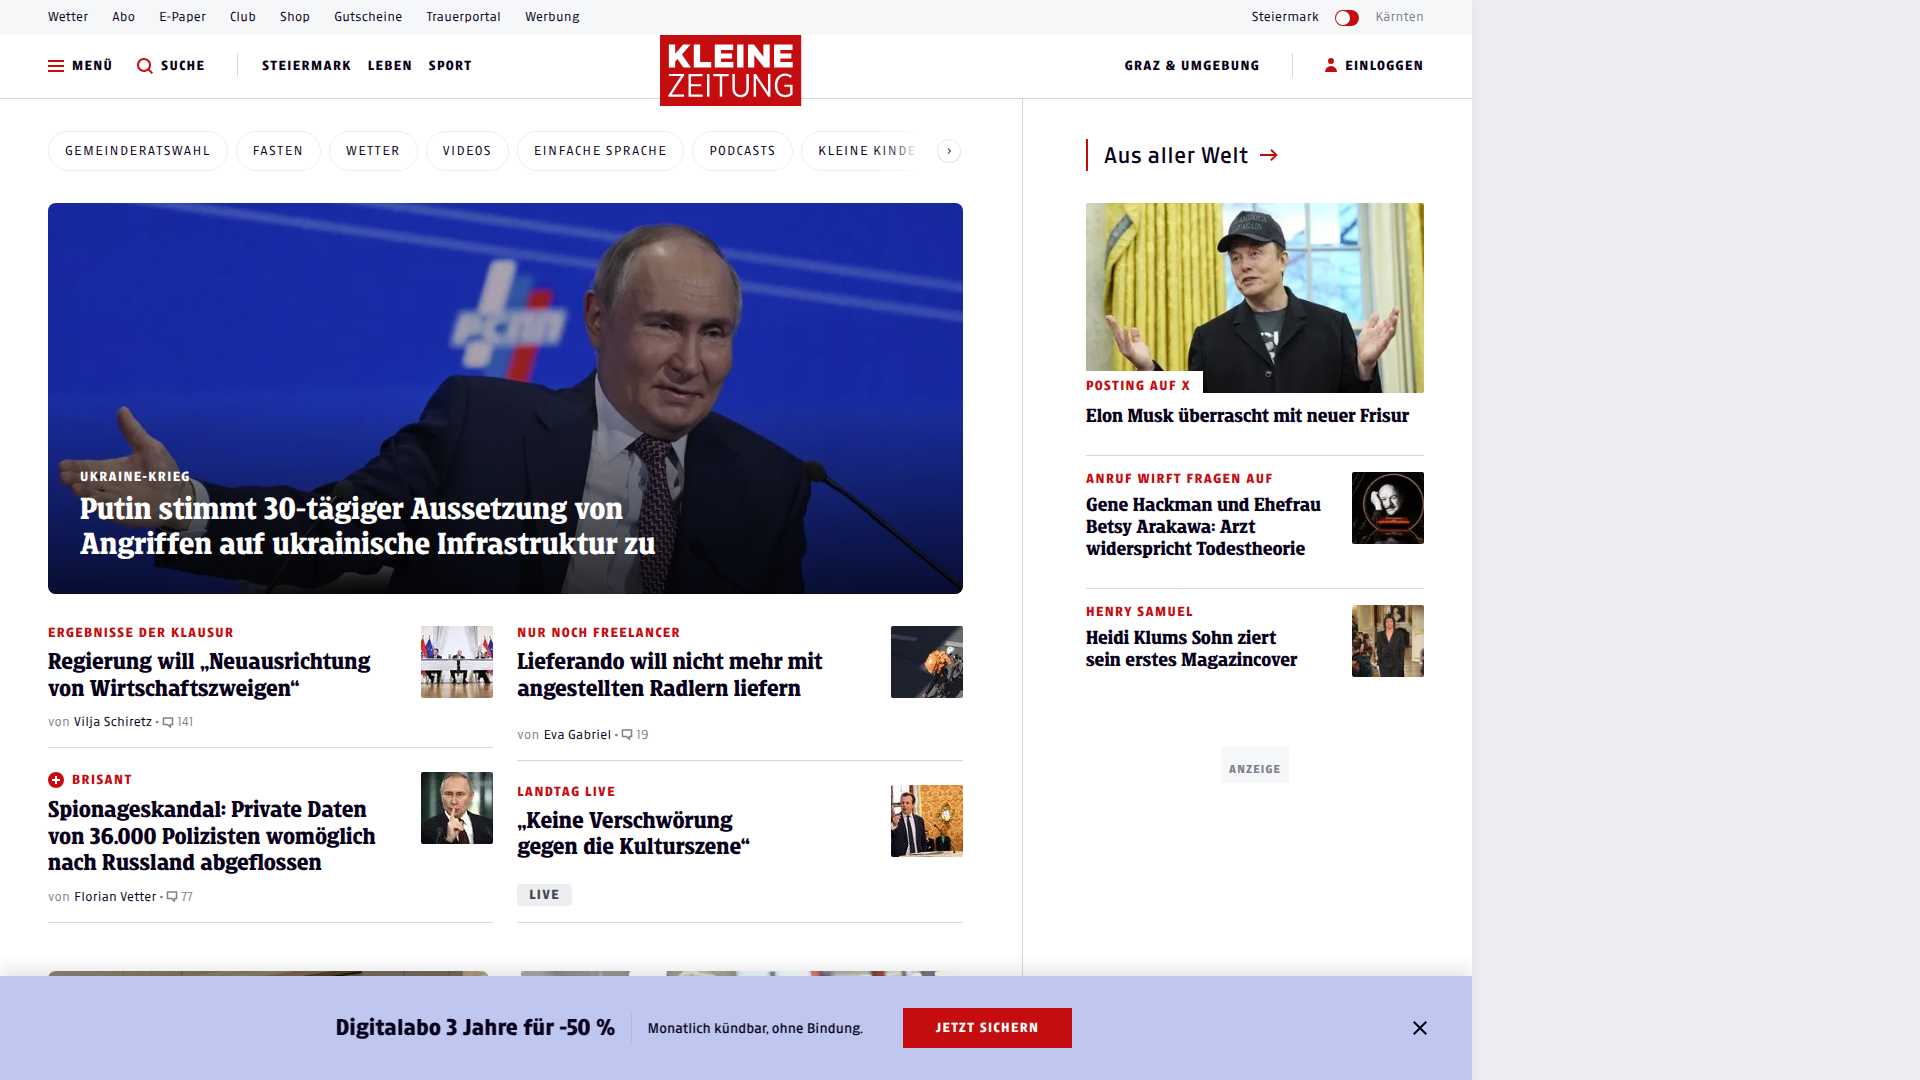 Wetter Abo E-Paper Club Shop Gutscheine Trauerportal Werbung
Steiermark Kärnten
MENÜ SUCHE STEIERMARK LEBEN SPORT
KLEINE
ZEITUNG
GRAZ & UMGEBUNG EINLOGGEN
GEMEINDERATSWAHL FASTEN WETTER VIDEOS EINFACHE SPRACHE PODCASTS KLEINE KINDE
UKRAINE-KRIEG
Putin stimmt 30-tägiger Aussetzung von
Angriffen auf ukrainische Infrastruktur zu
ERGEBNISSE DER KLAUSUR
Regierung will „Neuausrichtung
von Wirtschaftszweigen“
von Vilja Schiretz • 141
BRISANT
Spionageskandal: Private Daten
von 36.000 Polizisten womöglich
nach Russland abgeflossen
von Florian Vetter • 77
NUR NOCH FREELANCER
Lieferando will nicht mehr mit
angestellten Radlern liefern
von Eva Gabriel • 19
LANDTAG LIVE
„Keine Verschwörung
gegen die Kulturszene“
LIVE
Aus aller Welt
POSTING AUF X
Elon Musk überrascht mit neuer Frisur
ANRUF WIRFT FRAGEN AUF
Gene Hackman und Ehefrau
Betsy Arakawa: Arzt
widerspricht Todestheorie
HENRY SAMUEL
Heidi Klums Sohn ziert
sein erstes Magazincover
ANZEIGE
Digitalabo 3 Jahre für -50 %
Monatlich kündbar, ohne Bindung.
JETZT SICHERN